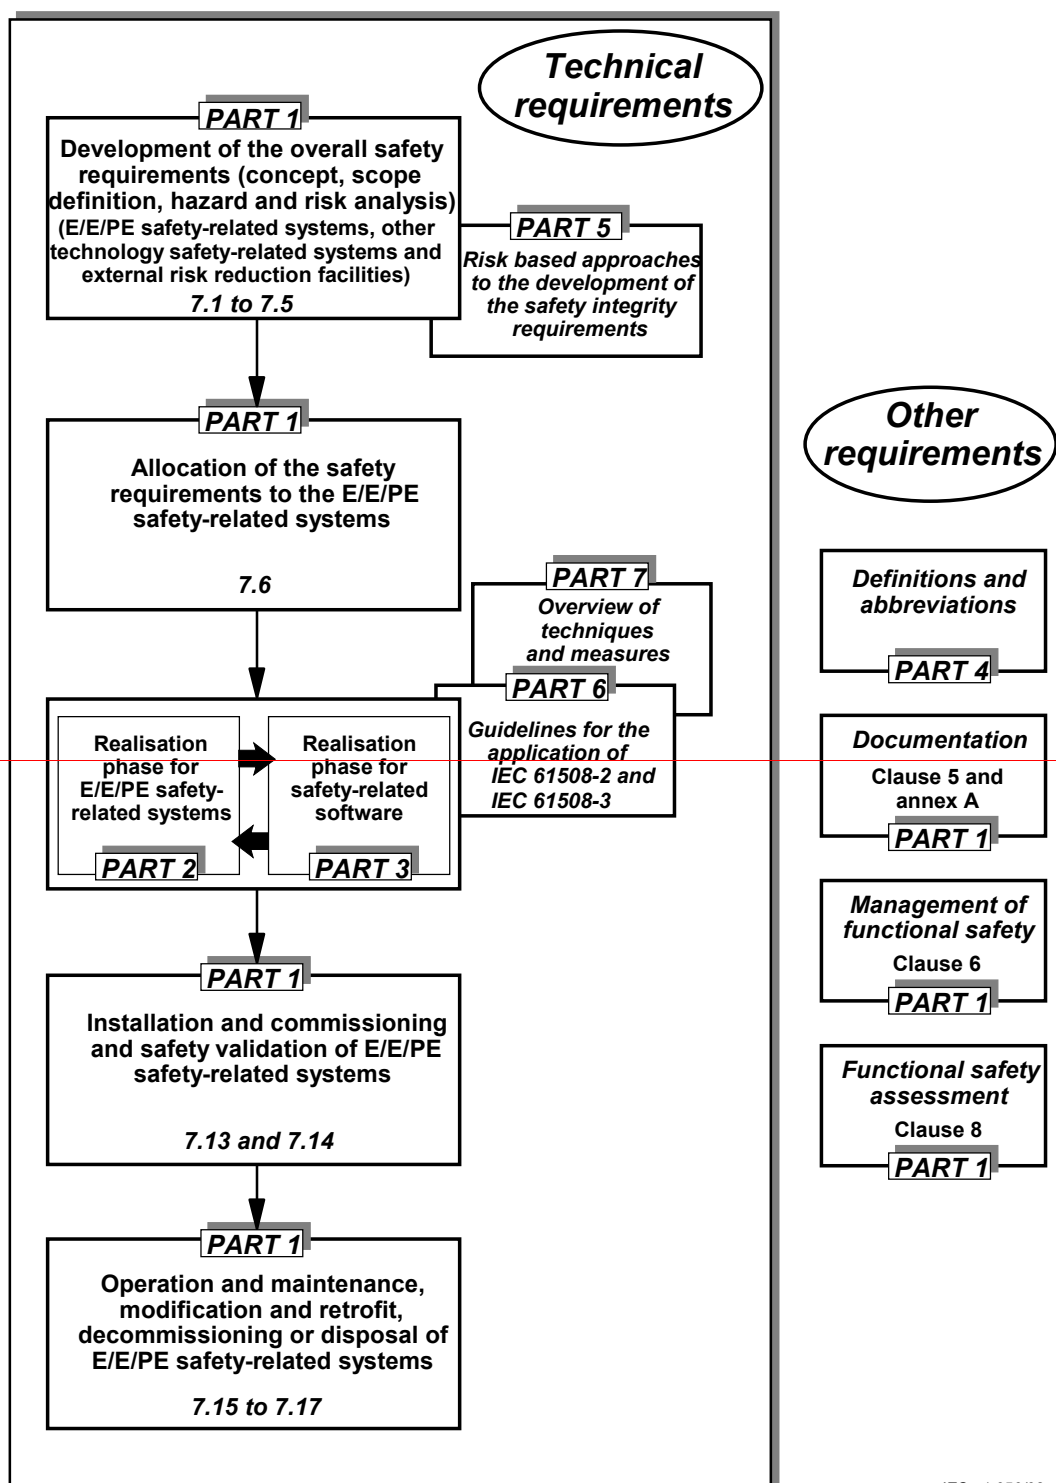 Technical
requirements
PART 1
Development of the overall safety
requirements (concept, scope
definition, hazard and risk analysis)
(E/E/PE safety-related systems, other
technology safety-related systems and
external risk reduction facilities)
7.1 to 7.5
PART 5
Risk based approaches
to the development of
the safety integrity
requirements
PART 1
Allocation of the safety
requirements to the E/E/PE
safety-related systems
7.6
PART 7
Overview of
techniques
and measures
PART 6
Guidelines for the
application of
IEC 61508-2 and
IEC 61508-3
Realisation
phase for
E/E/PE safety-
related systems
PART 2
Realisation
phase for
safety-related
software
PART 3
PART 1
Installation and commissioning
and safety validation of E/E/PE
safety-related systems
7.13 and 7.14
PART 1
Operation and maintenance,
modification and retrofit,
decommissioning or disposal of
E/E/PE safety-related systems
7.15 to 7.17
Other
requirements
Definitions and
abbreviations
PART 4
Documentation
Clause 5 and
annex A
PART 1
Management of
functional safety
Clause 6
PART 1
Functional safety
assessment
Clause 8
PART 1